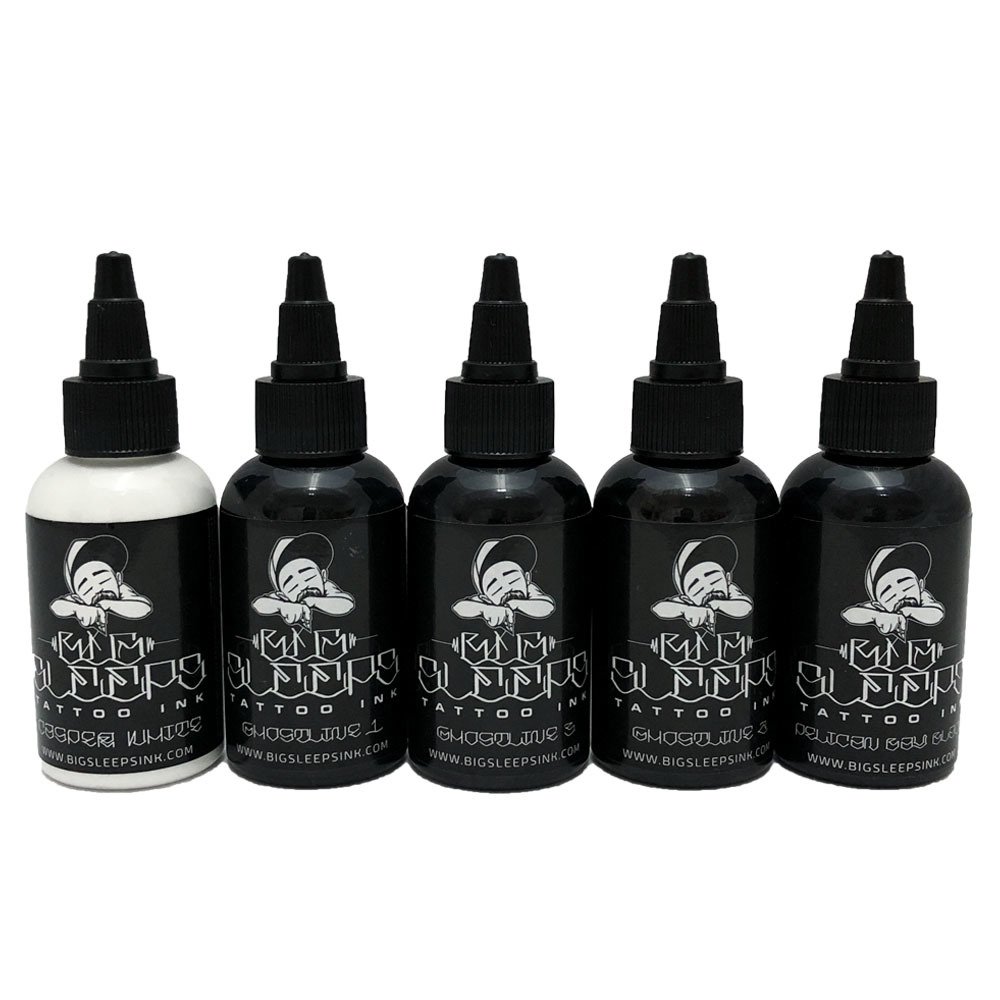 BIG
SLEEPS
TATTOO INK
CASPER WHITE
WWW.BIGSLEEPSINK.COM
BIG
SLEEPS
TATTOO INK
GHOSTLINE 1
WWW.BIGSLEEPSINK.COM
BIG
SLEEPS
TATTOO INK
GHOSTLINE 2
WWW.BIGSLEEPSINK.COM
BIG
SLEEPS
TATTOO INK
GHOSTLINE 3
WWW.BIGSLEEPSINK.COM
BIG
SLEEPS
TATTOO INK
PELICAN BAY
WWW.BIGSLEEPSINK.COM